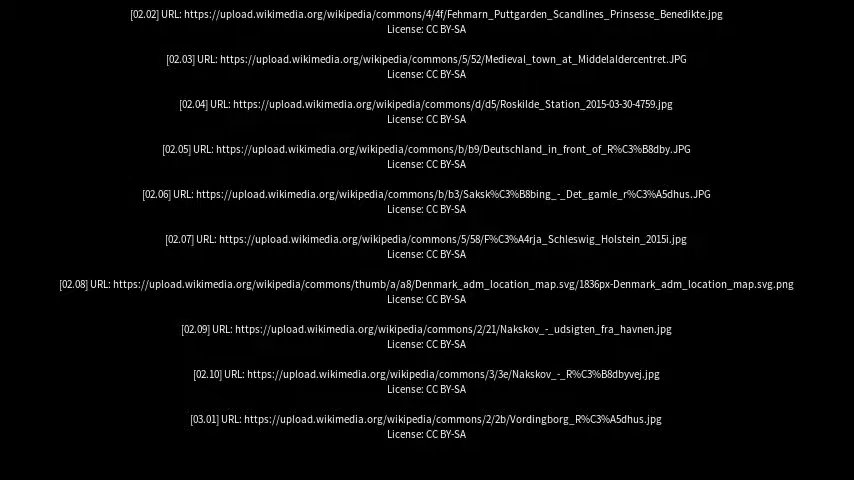 [02.02] URL: https://upload.wikimedia.org/wikipedia/commons/4/4f/Fehmarn_Puttgarden_Scandlines_Prinsesse_Benedikte.jpg
License: CC BY-SA
[02.03] URL: https://upload.wikimedia.org/wikipedia/commons/5/52/Medieval_town_at_Middelaldercentret.JPG
License: CC BY-SA
[02.04] URL: https://upload.wikimedia.org/wikipedia/commons/d/d5/Roskilde_Station_2015-03-30-4759.jpg
License: CC BY-SA
[02.05] URL: https://upload.wikimedia.org/wikipedia/commons/b/b9/Deutschland_in_front_of_R%C3%B8dby.JPG
License: CC BY-SA
[02.06] URL: https://upload.wikimedia.org/wikipedia/commons/b/b3/Saksk%C3%B8bing_-_Det_gamle_r%C3%A5dhus.JPG
License: CC BY-SA
[02.07] URL: https://upload.wikimedia.org/wikipedia/commons/5/58/F%C3%A4rja_Schleswig_Holstein_2015i.jpg
License: CC BY-SA
[02.08] URL: https://upload.wikimedia.org/wikipedia/commons/thumb/a/a8/Denmark_adm_location_map.svg/1836px-Denmark_adm_location_map.svg.png
License: CC BY-SA
[02.09] URL: https://upload.wikimedia.org/wikipedia/commons/2/21/Nakskov_-_udsigten_fra_havnen.jpg
License: CC BY-SA
[02.10] URL: https://upload.wikimedia.org/wikipedia/commons/3/3e/Nakskov_-_R%C3%B8dbyvej.jpg
License: CC BY-SA
[03.01] URL: https://upload.wikimedia.org/wikipedia/commons/2/2b/Vordingborg_R%C3%A5dhus.jpg
License: CC BY-SA